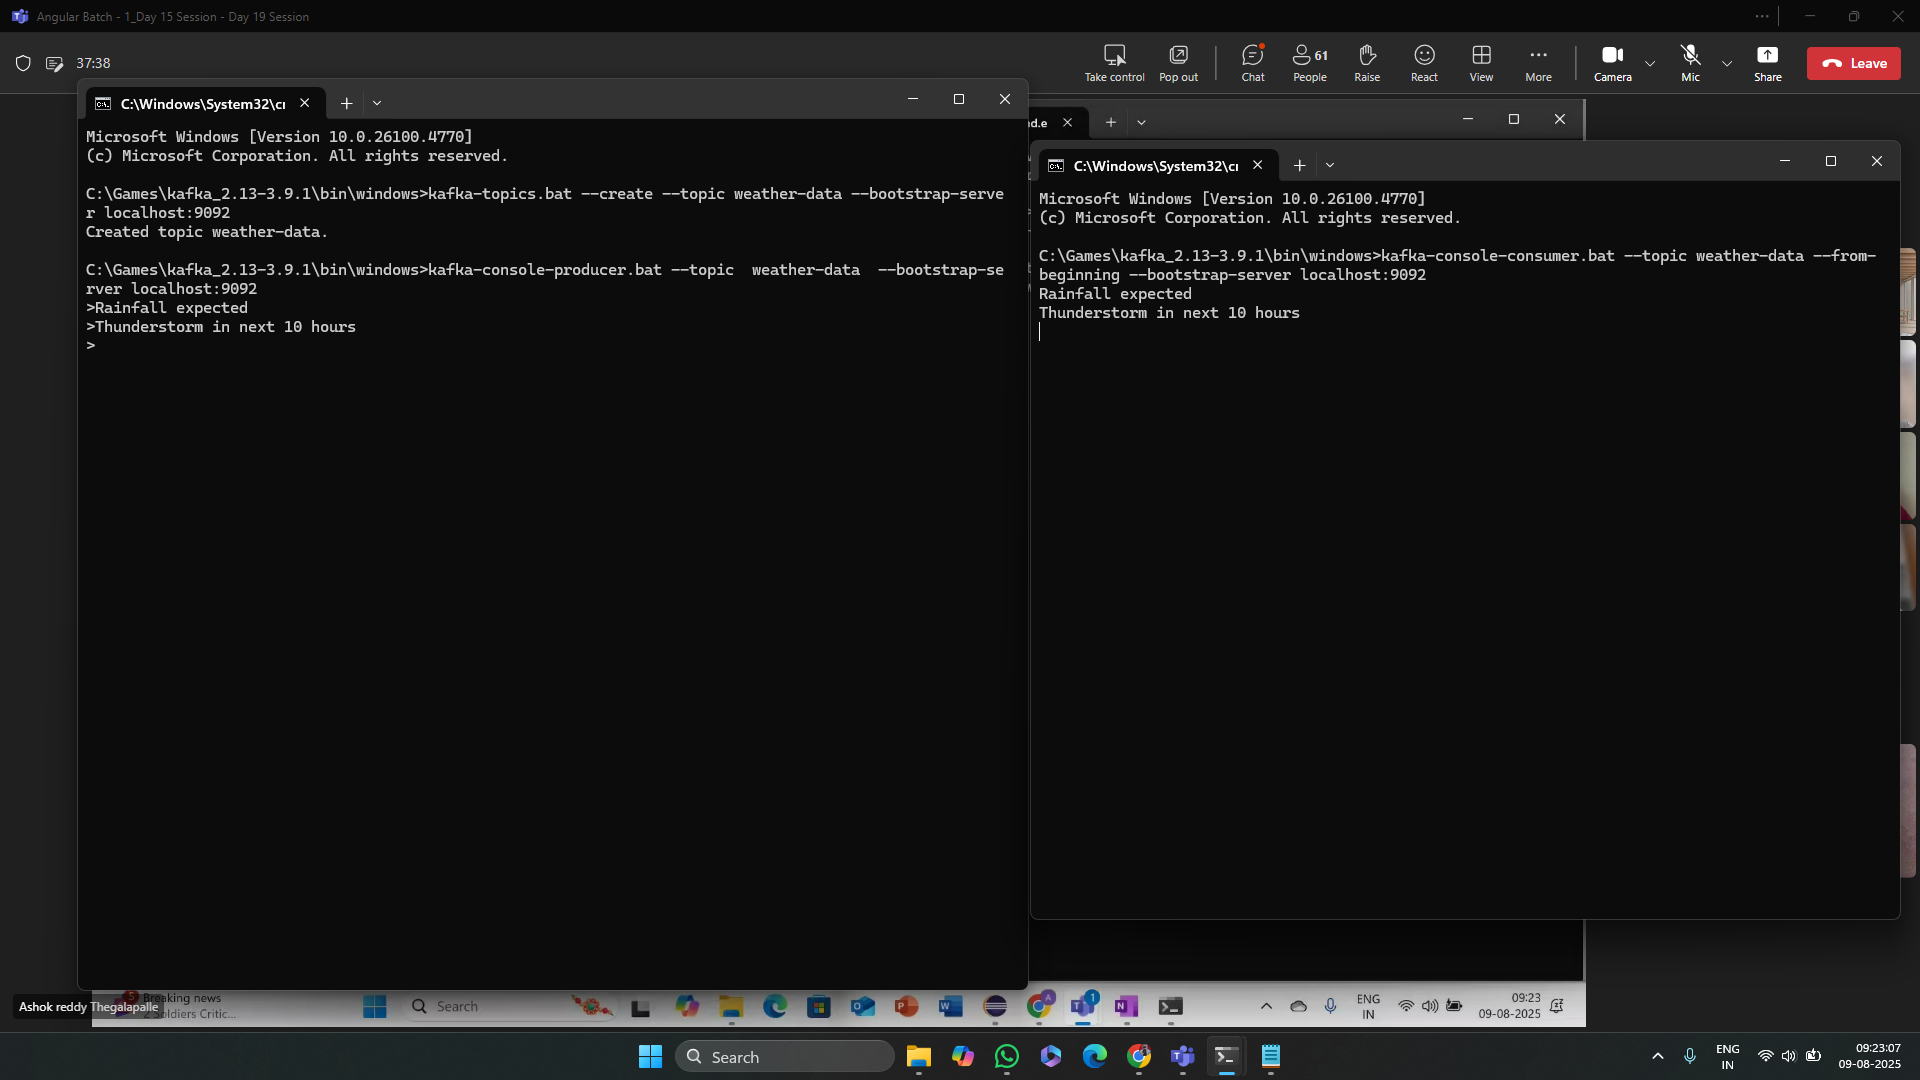 Angular Batch - 1_Day 15 Session - Day 19 Session
37:38
Take control
Pop out
Chat
61
People
Raise
React
View
More
Camera
Mic
Share
Leave
C:\Windows\System32\
Microsoft Windows [Version 10.0.26100.4770]
(c) Microsoft Corporation. All rights reserved.
C:\Games\kafka_2.13-3.9.1\bin\windows>kafka-topics.bat --create --topic weather-data --bootstrap-serve
r localhost:9092
Created topic weather-data.
C:\Games\kafka_2.13-3.9.1\bin\windows>kafka-console-producer.bat --topic  weather-data  --bootstrap-se
rver localhost:9092
>Rainfall expected
>Thunderstorm in next 10 hours
>
C:\Windows\System32\
Microsoft Windows [Version 10.0.26100.4770]
(c) Microsoft Corporation. All rights reserved.
C:\Games\kafka_2.13-3.9.1\bin\windows>kafka-console-consumer.bat --topic weather-data --from-
beginning --bootstrap-server localhost:9092
Rainfall expected
Thunderstorm in next 10 hours
Ashok reddy Thegalapalle
5
Breaking news
2 Soldiers Critic...
Search
A
1
ENG
IN
09:23
09-08-2025
Search
ENG
IN
09:23:07
09-08-2025